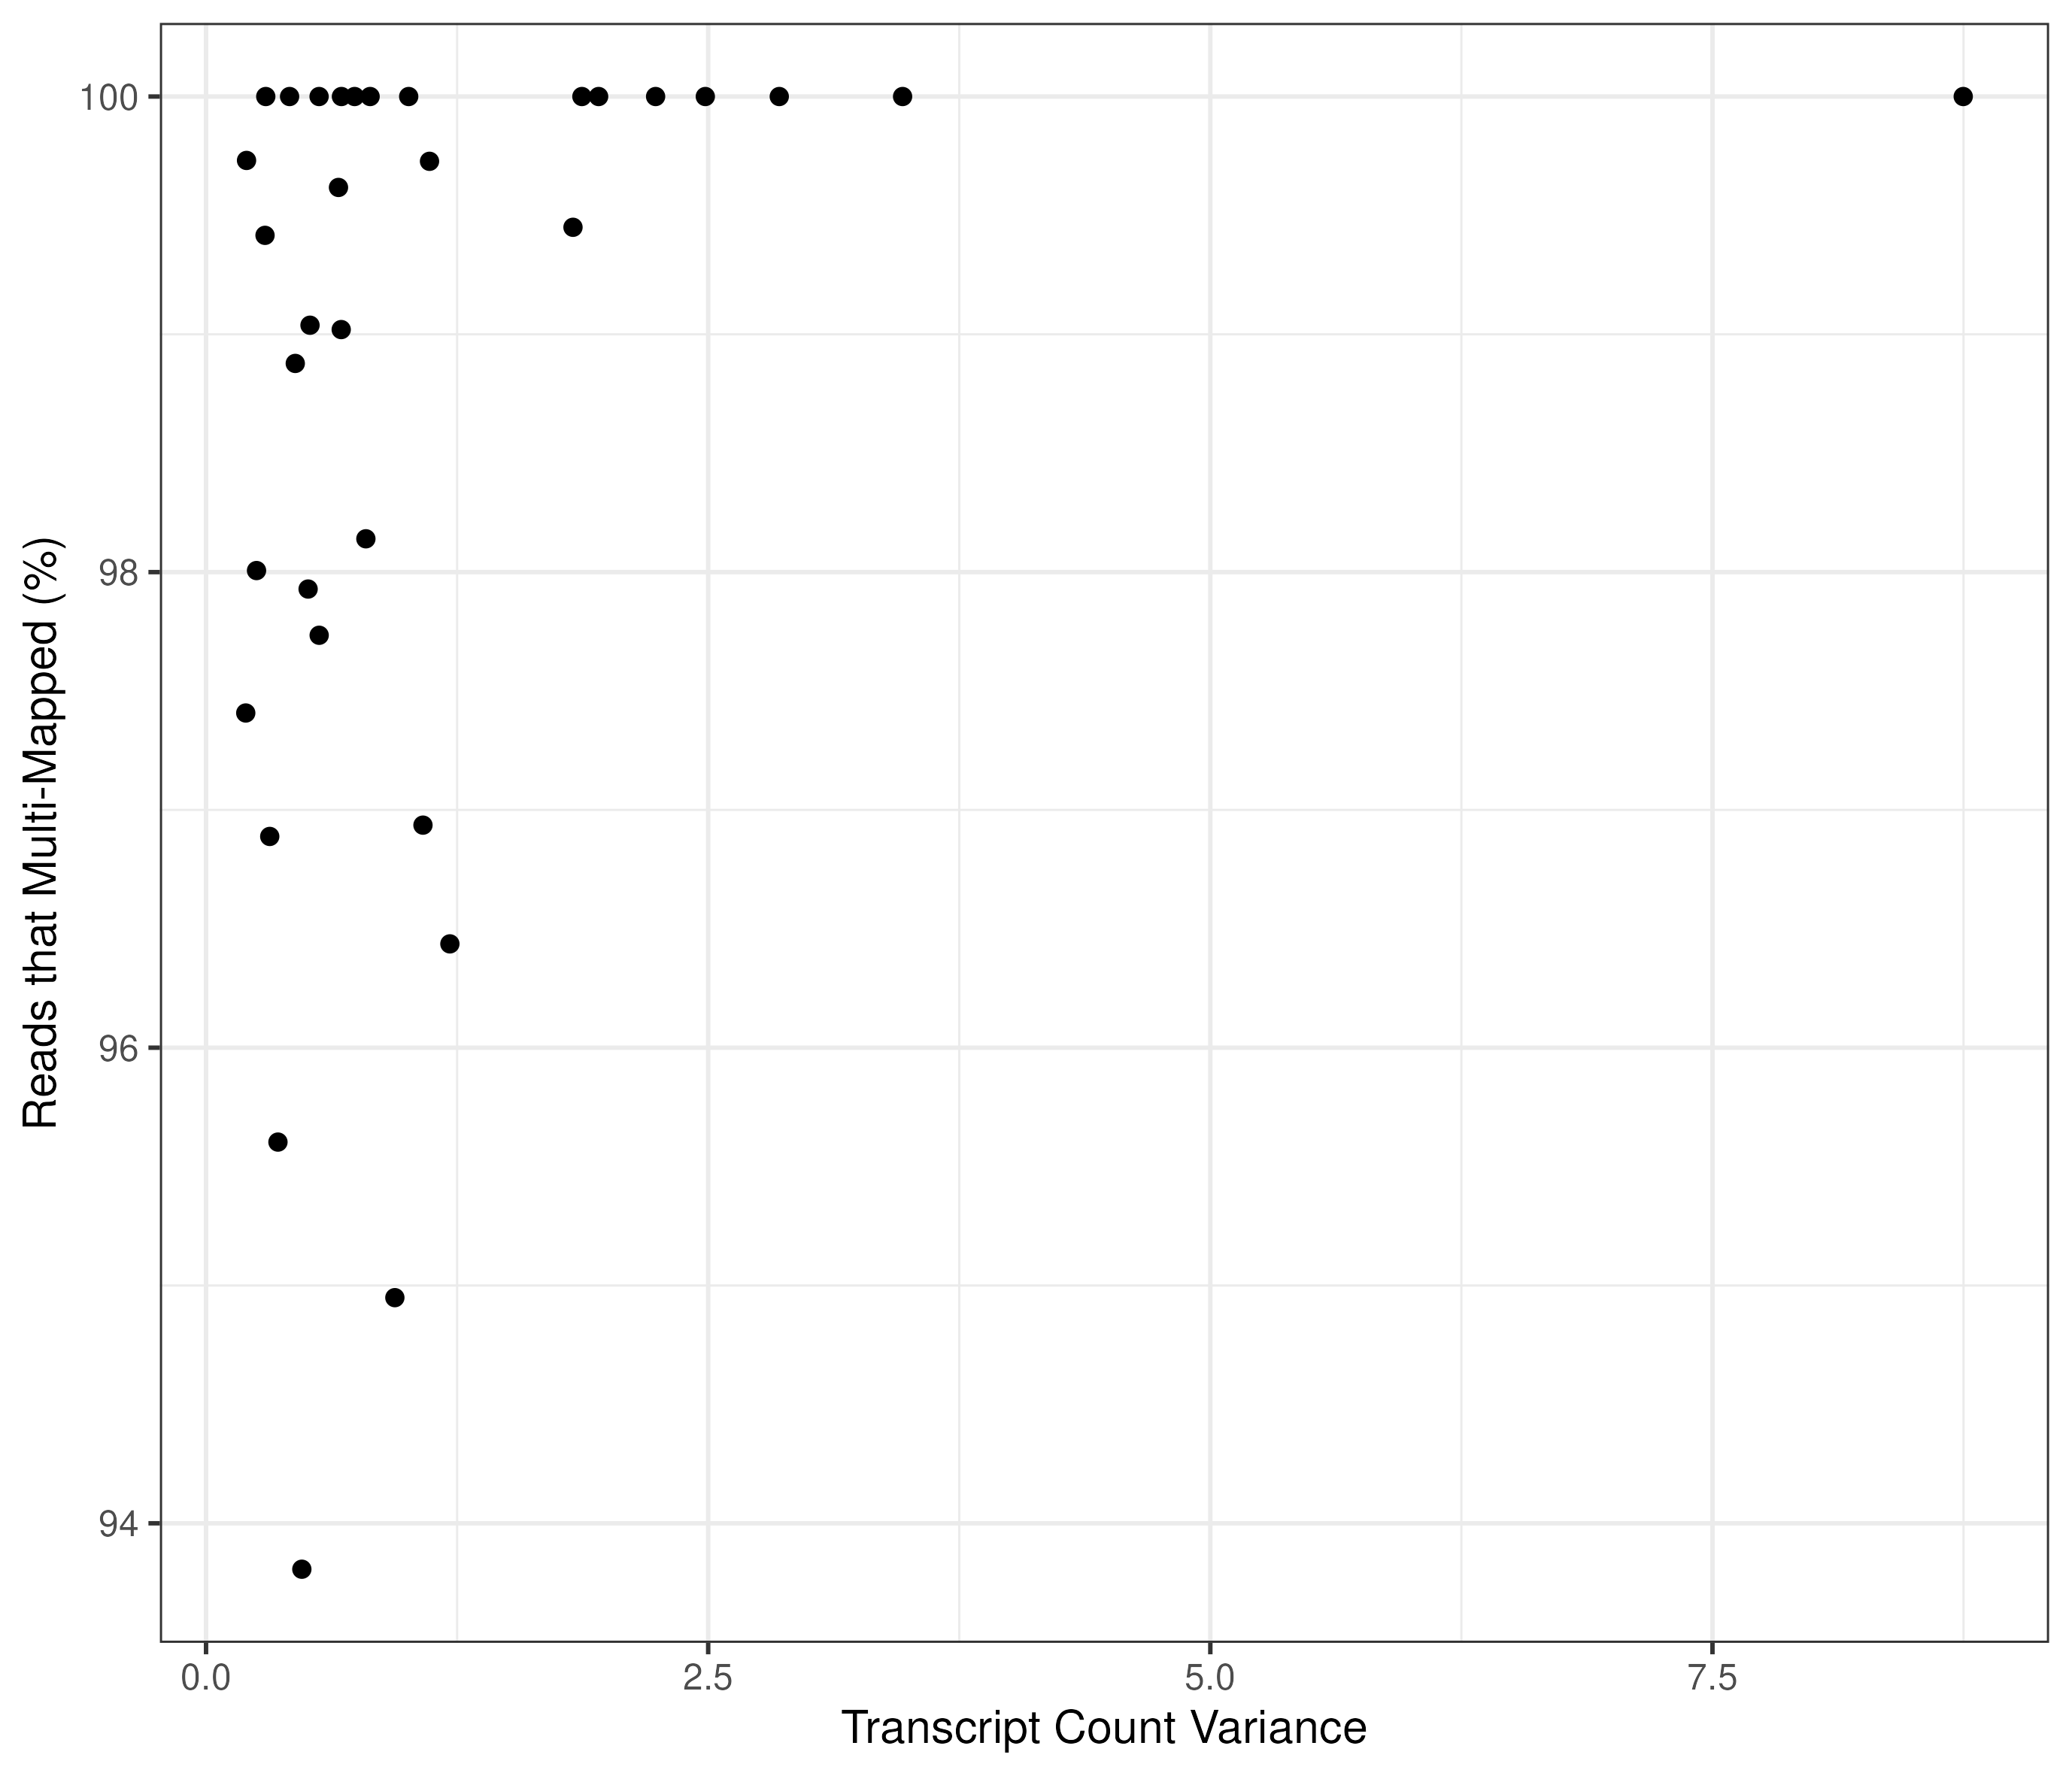 Reads that Multi-Mapped (%)
100
98
96
94
0.0 2.5 5.0 7.5
Transcript Count Variance